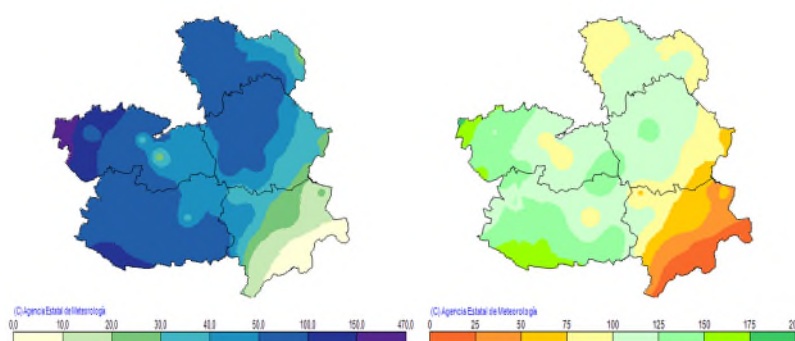 (C) Agencia Estatal de Meteorología
0,0 10,0 20,0 30,0 40,0 50,0 100,0 150,0 470,0
(C) Agencia Estatal de Meteorología
0 25 50 75 100 125 150 175 200